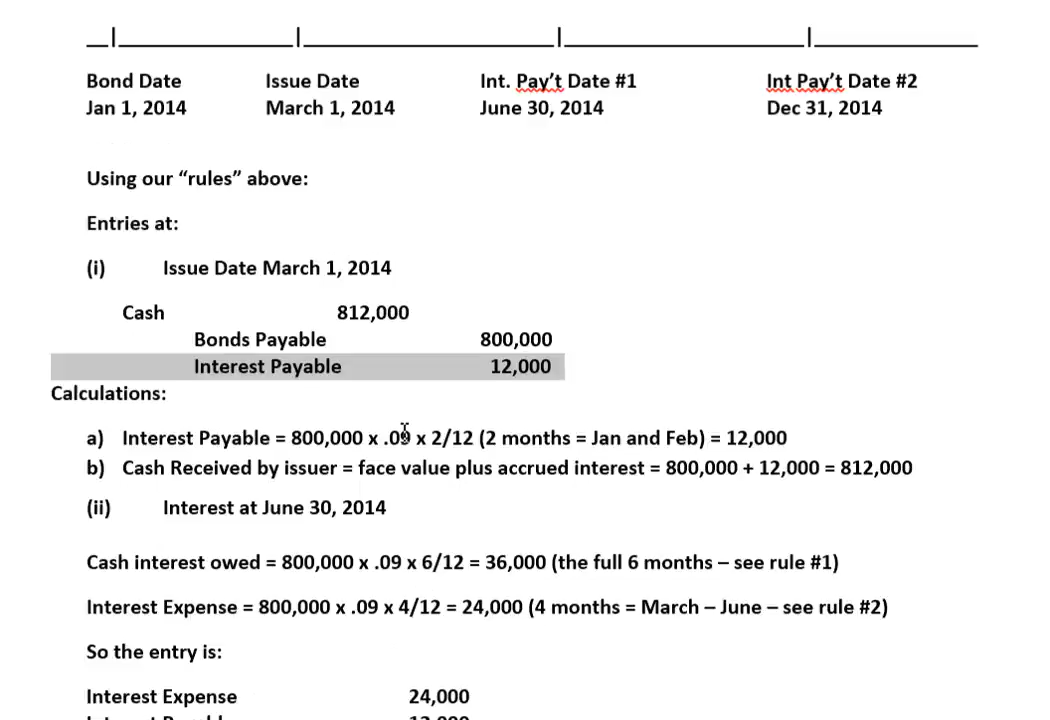 Bond Date Issue Date Int. Pay't Date #1 Int Pay't Date #2
Jan 1, 2014 March 1, 2014 June 30, 2014 Dec 31, 2014
Using our “rules” above:
Entries at:
(i) Issue Date March 1, 2014
Cash 812,000
Bonds Payable 800,000
Interest Payable 12,000
Calculations:
a) Interest Payable = 800,000 x .09 x 2/12 (2 months = Jan and Feb) = 12,000
b) Cash Received by issuer = face value plus accrued interest = 800,000 + 12,000 = 812,000
(ii) Interest at June 30, 2014
Cash interest owed = 800,000 x .09 x 6/12 = 36,000 (the full 6 months – see rule #1)
Interest Expense = 800,000 x .09 x 4/12 = 24,000 (4 months = March – June – see rule #2)
So the entry is:
Interest Expense 24,000